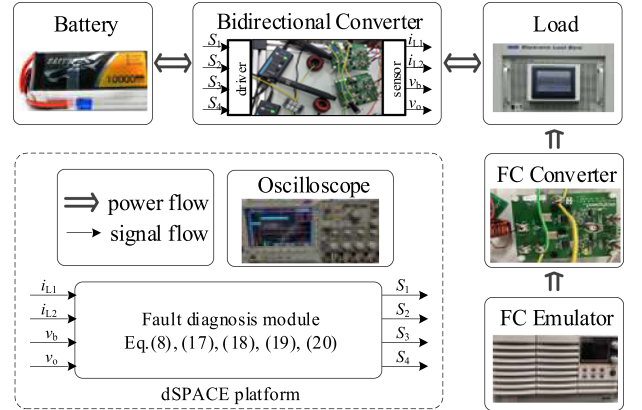 Battery
Bidirectional Converter
Load
10000
S1
S2
S3
S4
driver
sensor
iL1
iL2
vb
vo
FC Converter
power flow
signal flow
Oscilloscope
iL1
iL2
vb
vo
Fault diagnosis module
Eq.(8), (17), (18), (19), (20)
S1
S2
S3
S4
dSPACE platform
FC Emulator